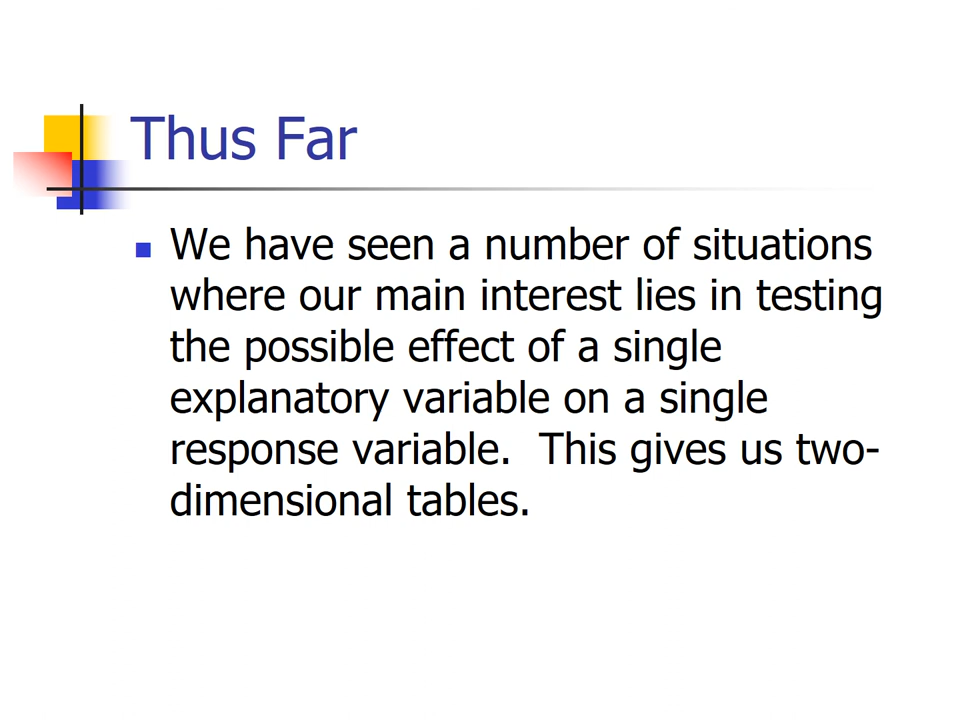 Thus Far
We have seen a number of situations
where our main interest lies in testing
the possible effect of a single
explanatory variable on a single
response variable.  This gives us two-
dimensional tables.